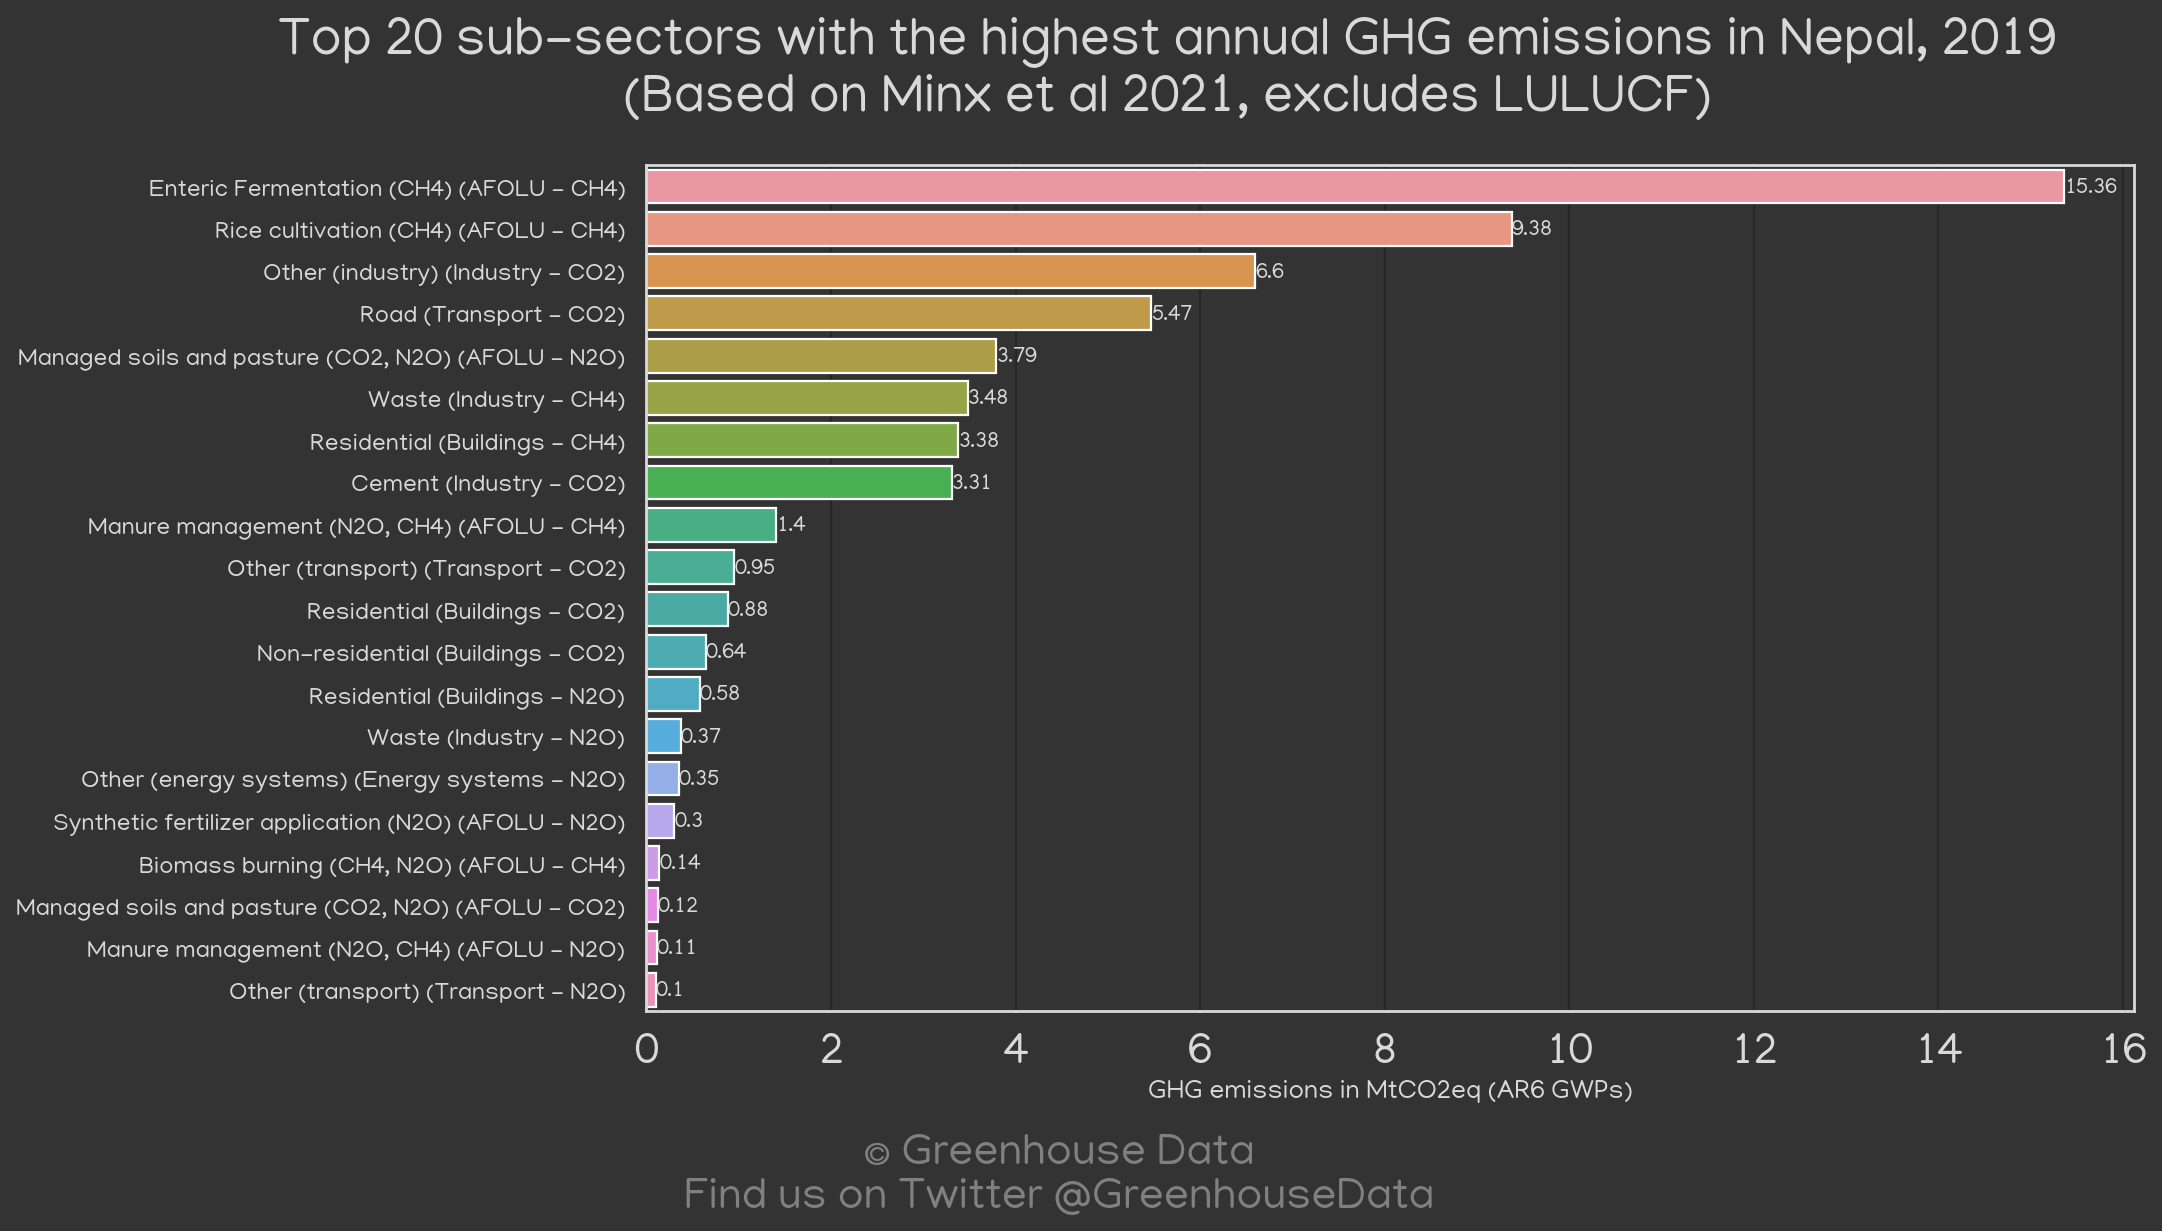 Top 20 sub-sectors with the highest annual GHG emissions in Nepal, 2019
(Based on Minx et al 2021, excludes LULUCF)
Enteric Fermentation (CH4) (AFOLU - CH4) 15.36
Rice cultivation (CH4) (AFOLU - CH4) 9.38
Other (industry) (Industry - CO2) 6.6
Road (Transport - CO2) 5.47
Managed soils and pasture (CO2, N2O) (AFOLU - N2O) 3.79
Waste (Industry - CH4) 3.48
Residential (Buildings - CH4) 3.38
Cement (Industry - CO2) 3.31
Manure management (N2O, CH4) (AFOLU - CH4) 1.4
Other (transport) (Transport - CO2) 0.95
Residential (Buildings - CO2) 0.88
Non-residential (Buildings - CO2) 0.64
Residential (Buildings - N2O) 0.58
Waste (Industry - N2O) 0.37
Other (energy systems) (Energy systems - N2O) 0.35
Synthetic fertilizer application (N2O) (AFOLU - N2O) 0.3
Biomass burning (CH4, N2O) (AFOLU - CH4) 0.14
Managed soils and pasture (CO2, N2O) (AFOLU - CO2) 0.12
Manure management (N2O, CH4) (AFOLU - N2O) 0.11
Other (transport) (Transport - N2O) 0.1
0 2 4 6 8 10 12 14 16
GHG emissions in MtCO2eq (AR6 GWPs)
© Greenhouse Data
Find us on Twitter @GreenhouseData